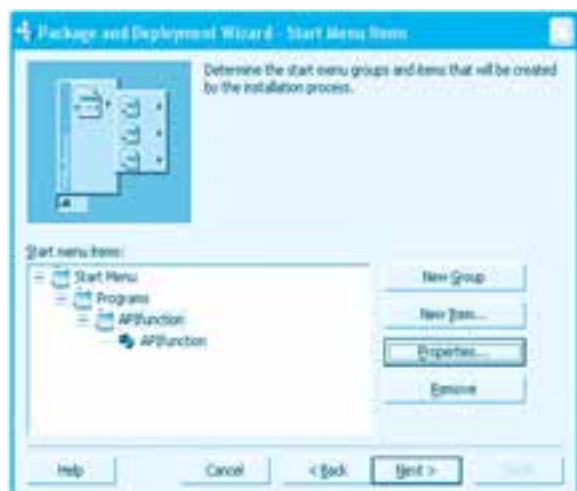 Package and Deployment Wizard - Start Menu Items
Determine the start menu groups and items that will be created
by the installation process.
Start menu items:
Start Menu
Programs
APIfunction
APIfunction
New Group
New Item...
Properties...
Remove
Help
Cancel
< Back
Next >